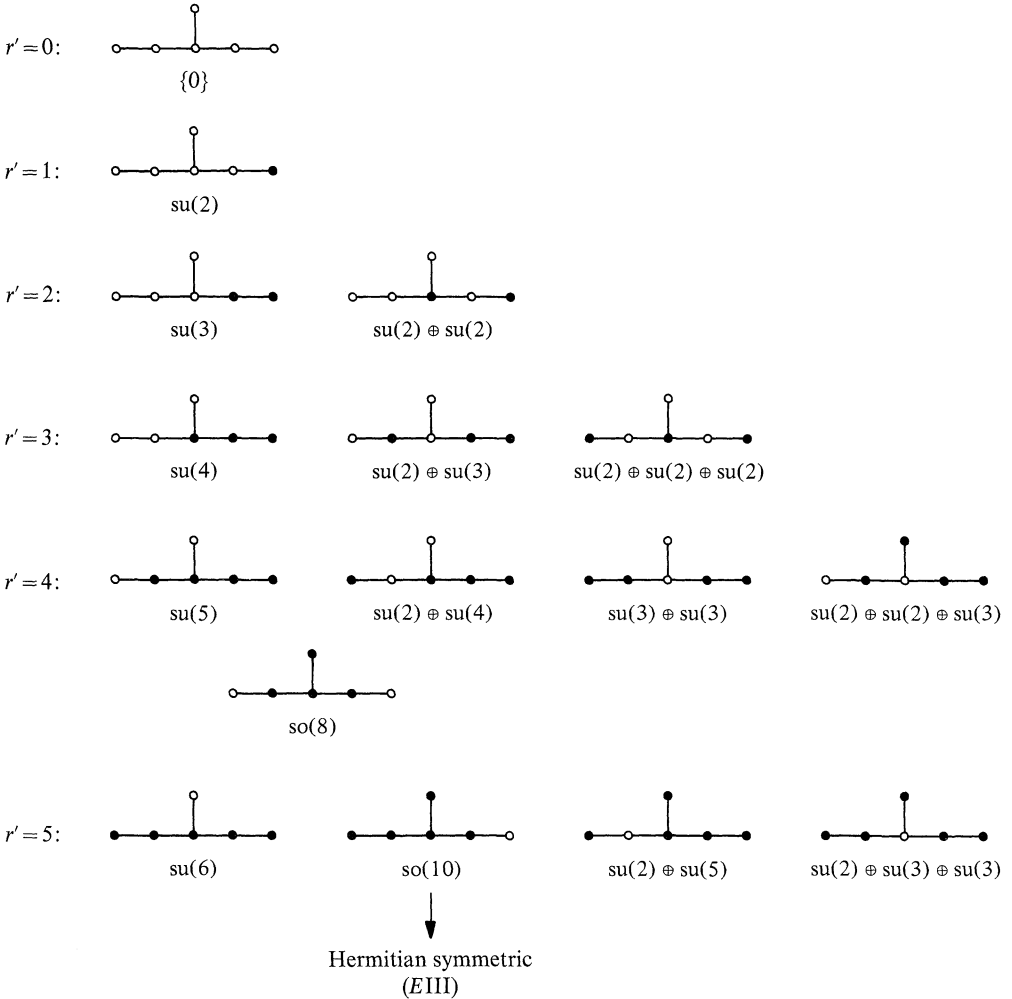 r′=0:
{0}
r′=1:
su(2)
r′=2:
su(3) su(2) ⊕ su(2)
r′=3:
su(4) su(2) ⊕ su(3) su(2) ⊕ su(2) ⊕ su(2)
r′=4:
su(5) su(2) ⊕ su(4) su(3) ⊕ su(3) su(2) ⊕ su(2) ⊕ su(3)
so(8)
r′=5:
su(6) so(10) su(2) ⊕ su(5) su(2) ⊕ su(3) ⊕ su(3)
Hermitian symmetric
(EIII)